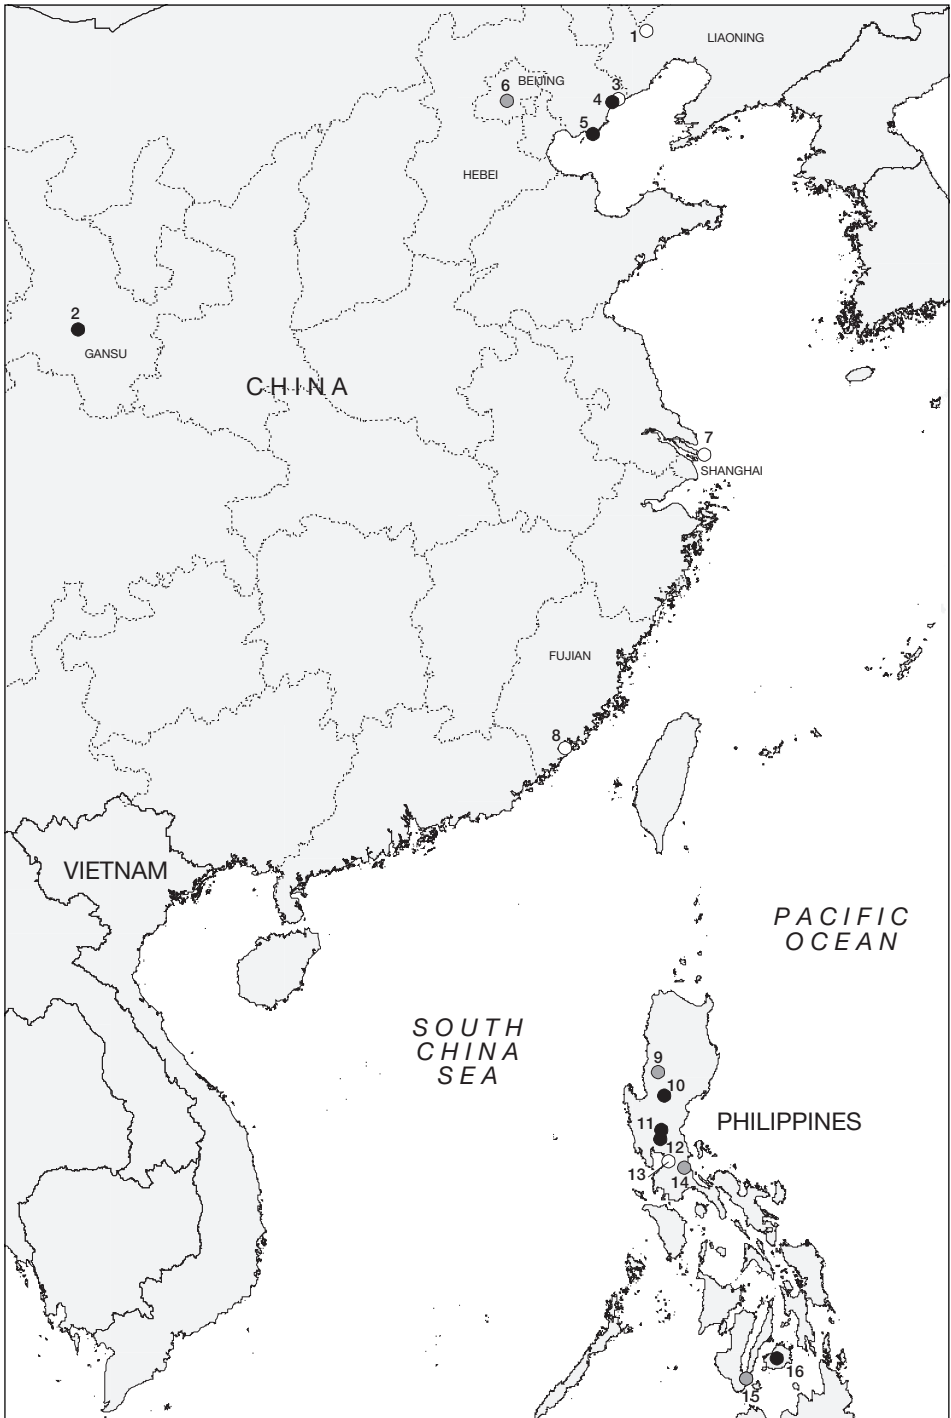 1
LIAONING
BEIJING
6
3
4
5
HEBEI
2
GANSU
CHINA
7
SHANGHAI
FUJIAN
8
VIETNAM
PACIFIC
OCEAN
SOUTH
CHINA
SEA
9
10
PHILIPPINES
11
12
13
14
16
15